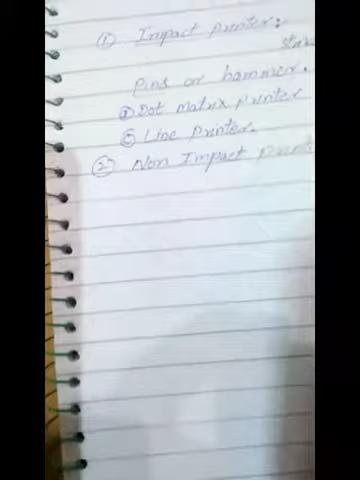 ① Impact printer:
Pins or hammer.
ⓐ Dot matrix printer
Line printer.
② Non Impact